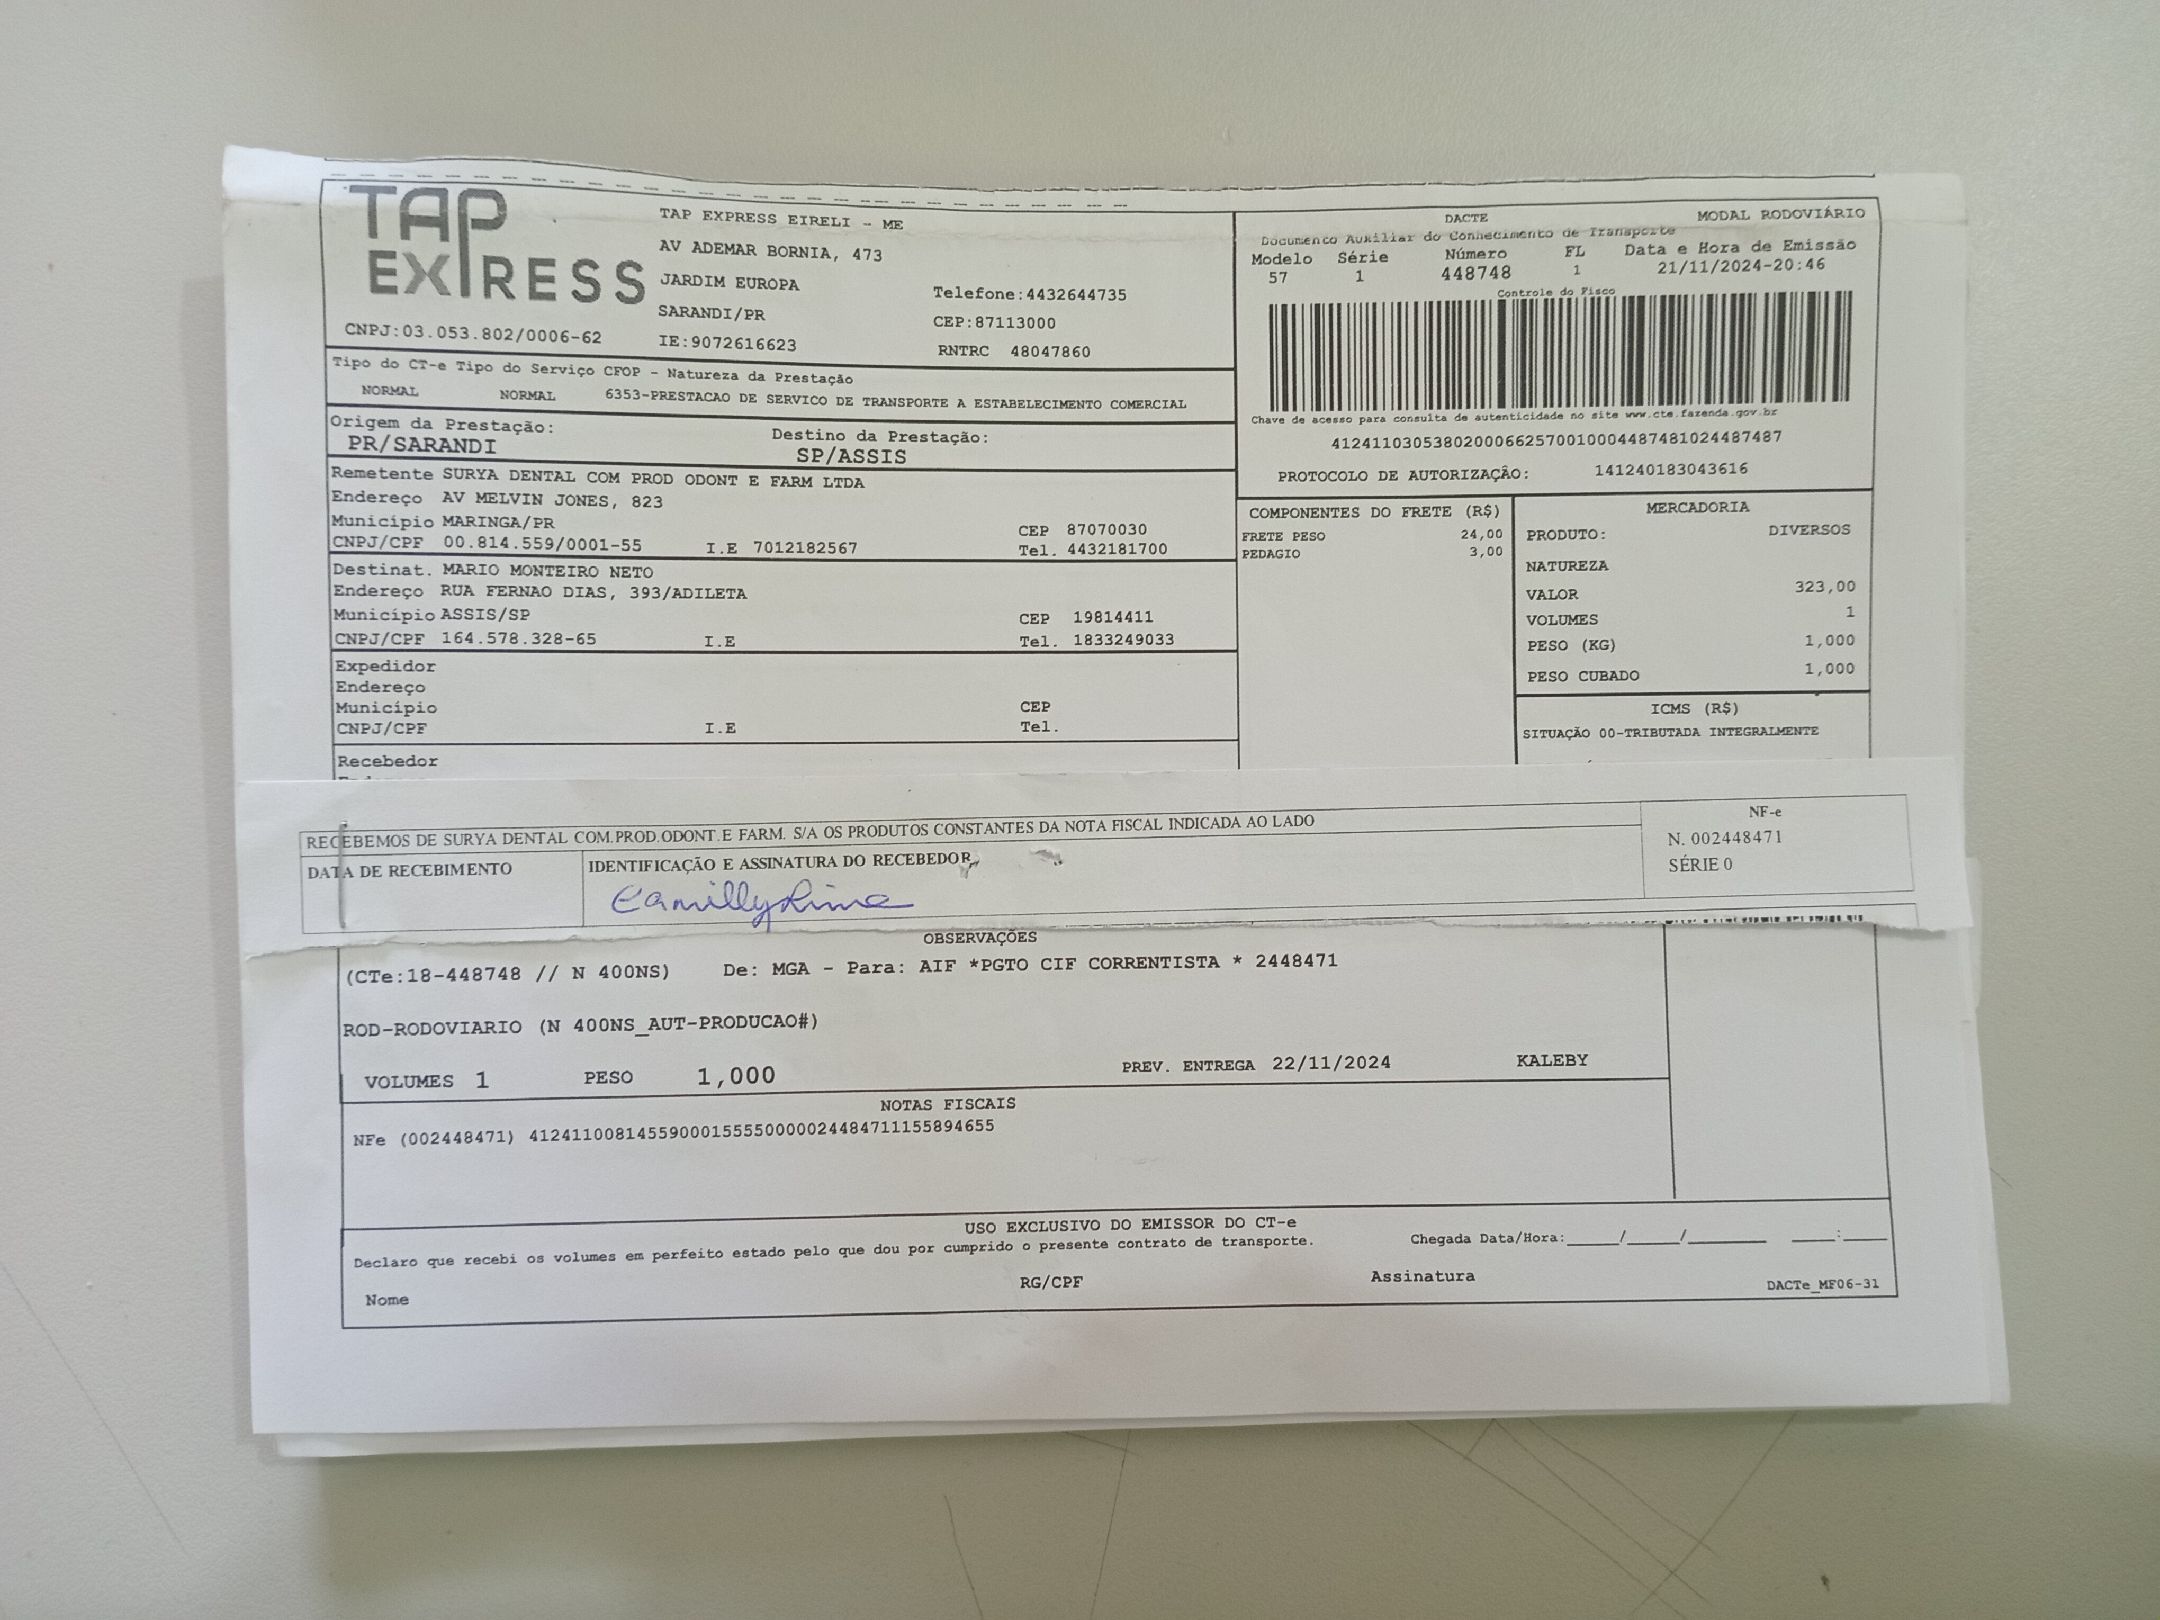 TAP
EXPRESS
CNPJ:03.053.802/0006-62
TAP EXPRESS EIRELI - ME
AV ADEMAR BORNIA, 473
JARDIM EUROPA
SARANDI/PR
IE:9072616623
Telefone:4432644735
CEP:87113000
RNTRC 48047860
DACTE MODAL RODOVIÁRIO
Documento Auxiliar do Conhecimento de Transporte
Modelo Série Número FL Data e Hora de Emissão
57 1 448748 1 21/11/2024-20:46
Controle do Fisco
Chave de acesso para consulta de autenticidade no site www.cte.fazenda.gov.br
41241103053802000662570010004487481024487487
PROTOCOLO DE AUTORIZAÇÃO: 141240183043616
Tipo do CT-e Tipo do Serviço CFOP - Natureza da Prestação
NORMAL NORMAL 6353-PRESTACAO DE SERVICO DE TRANSPORTE A ESTABELECIMENTO COMERCIAL
Origem da Prestação: Destino da Prestação:
PR/SARANDI SP/ASSIS
Remetente SURYA DENTAL COM PROD ODONT E FARM LTDA
Endereço AV MELVIN JONES, 823
Município MARINGA/PR CEP 87070030
CNPJ/CPF 00.814.559/0001-55 I.E 7012182567 Tel. 4432181700
Destinat. MARIO MONTEIRO NETO
Endereço RUA FERNAO DIAS, 393/ADILETA
Município ASSIS/SP CEP 19814411
CNPJ/CPF 164.578.328-65 I.E Tel. 1833249033
Expedidor
Endereço
Município CEP
CNPJ/CPF I.E Tel.
Recebedor
COMPONENTES DO FRETE (R$)
FRETE PESO 24,00
PEDAGIO 3,00
MERCADORIA
PRODUTO: DIVERSOS
NATUREZA
VALOR 323,00
VOLUMES 1
PESO (KG) 1,000
PESO CUBADO 1,000
ICMS (R$)
SITUAÇÃO 00-TRIBUTADA INTEGRALMENTE
RECEBEMOS DE SURYA DENTAL COM.PROD.ODONT.E FARM. S/A OS PRODUTOS CONSTANTES DA NOTA FISCAL INDICADA AO LADO
DATA DE RECEBIMENTO
IDENTIFICAÇÃO E ASSINATURA DO RECEBEDOR
Camilly Lima
NF-e
N. 002448471
SÉRIE 0
OBSERVAÇÕES
(CTe:18-448748 // N 400NS) De: MGA - Para: AIF *PGTO CIF CORRENTISTA * 2448471
ROD-RODOVIARIO (N 400NS_AUT-PRODUCAO#)
VOLUMES 1 PESO 1,000 PREV. ENTREGA 22/11/2024 KALEBY
NOTAS FISCAIS
NFe (002448471) 41241100814559000155550000024484711155894655
USO EXCLUSIVO DO EMISSOR DO CT-e
Declaro que recebi os volumes em perfeito estado pelo que dou por cumprido o presente contrato de transporte. Chegada Data/Hora:_____/_____/________ ____:____
Nome RG/CPF Assinatura DACTe_MF06-31